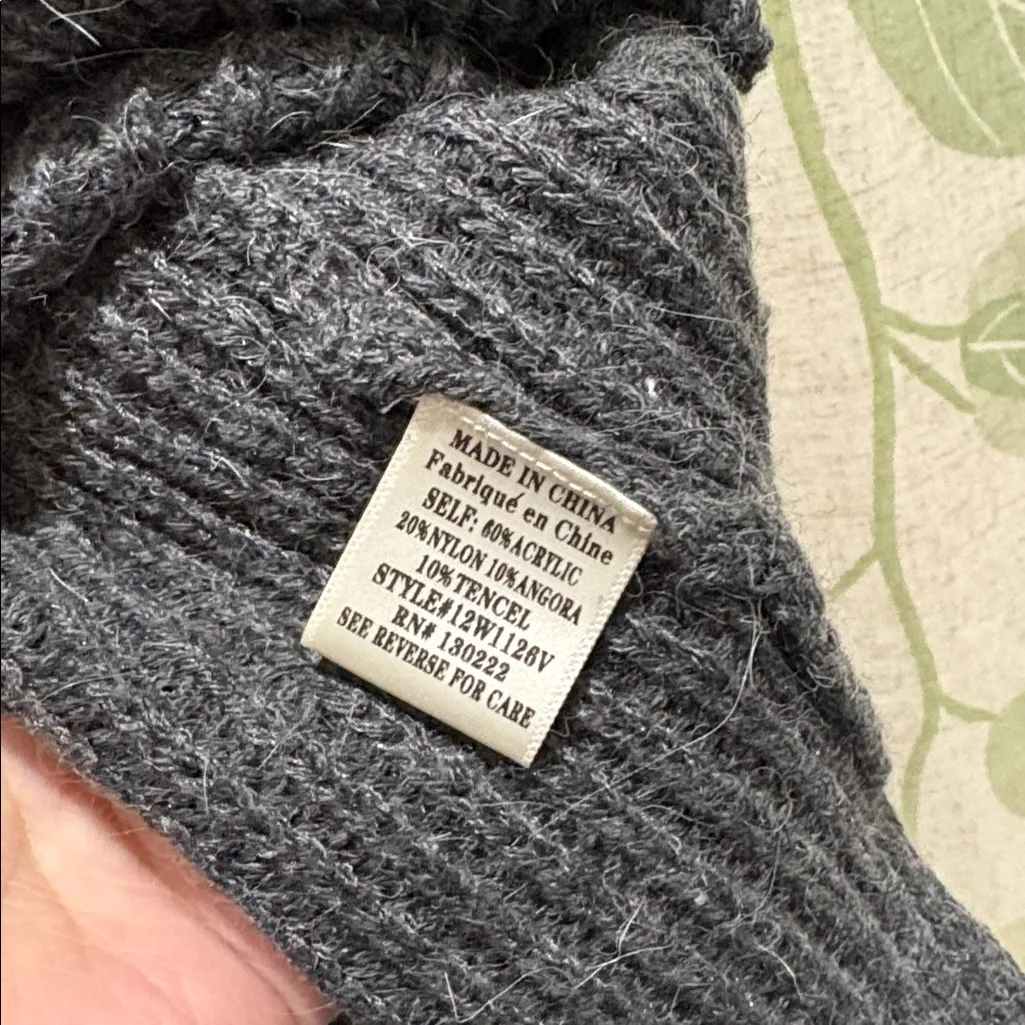 MADE IN CHINA
Fabriqué en Chine
SELF: 60%ACRYLIC
20%NYLON 10%ANGORA
10%TENCEL
STYLE#12W1126V
RN# 130222
SEE REVERSE FOR CARE